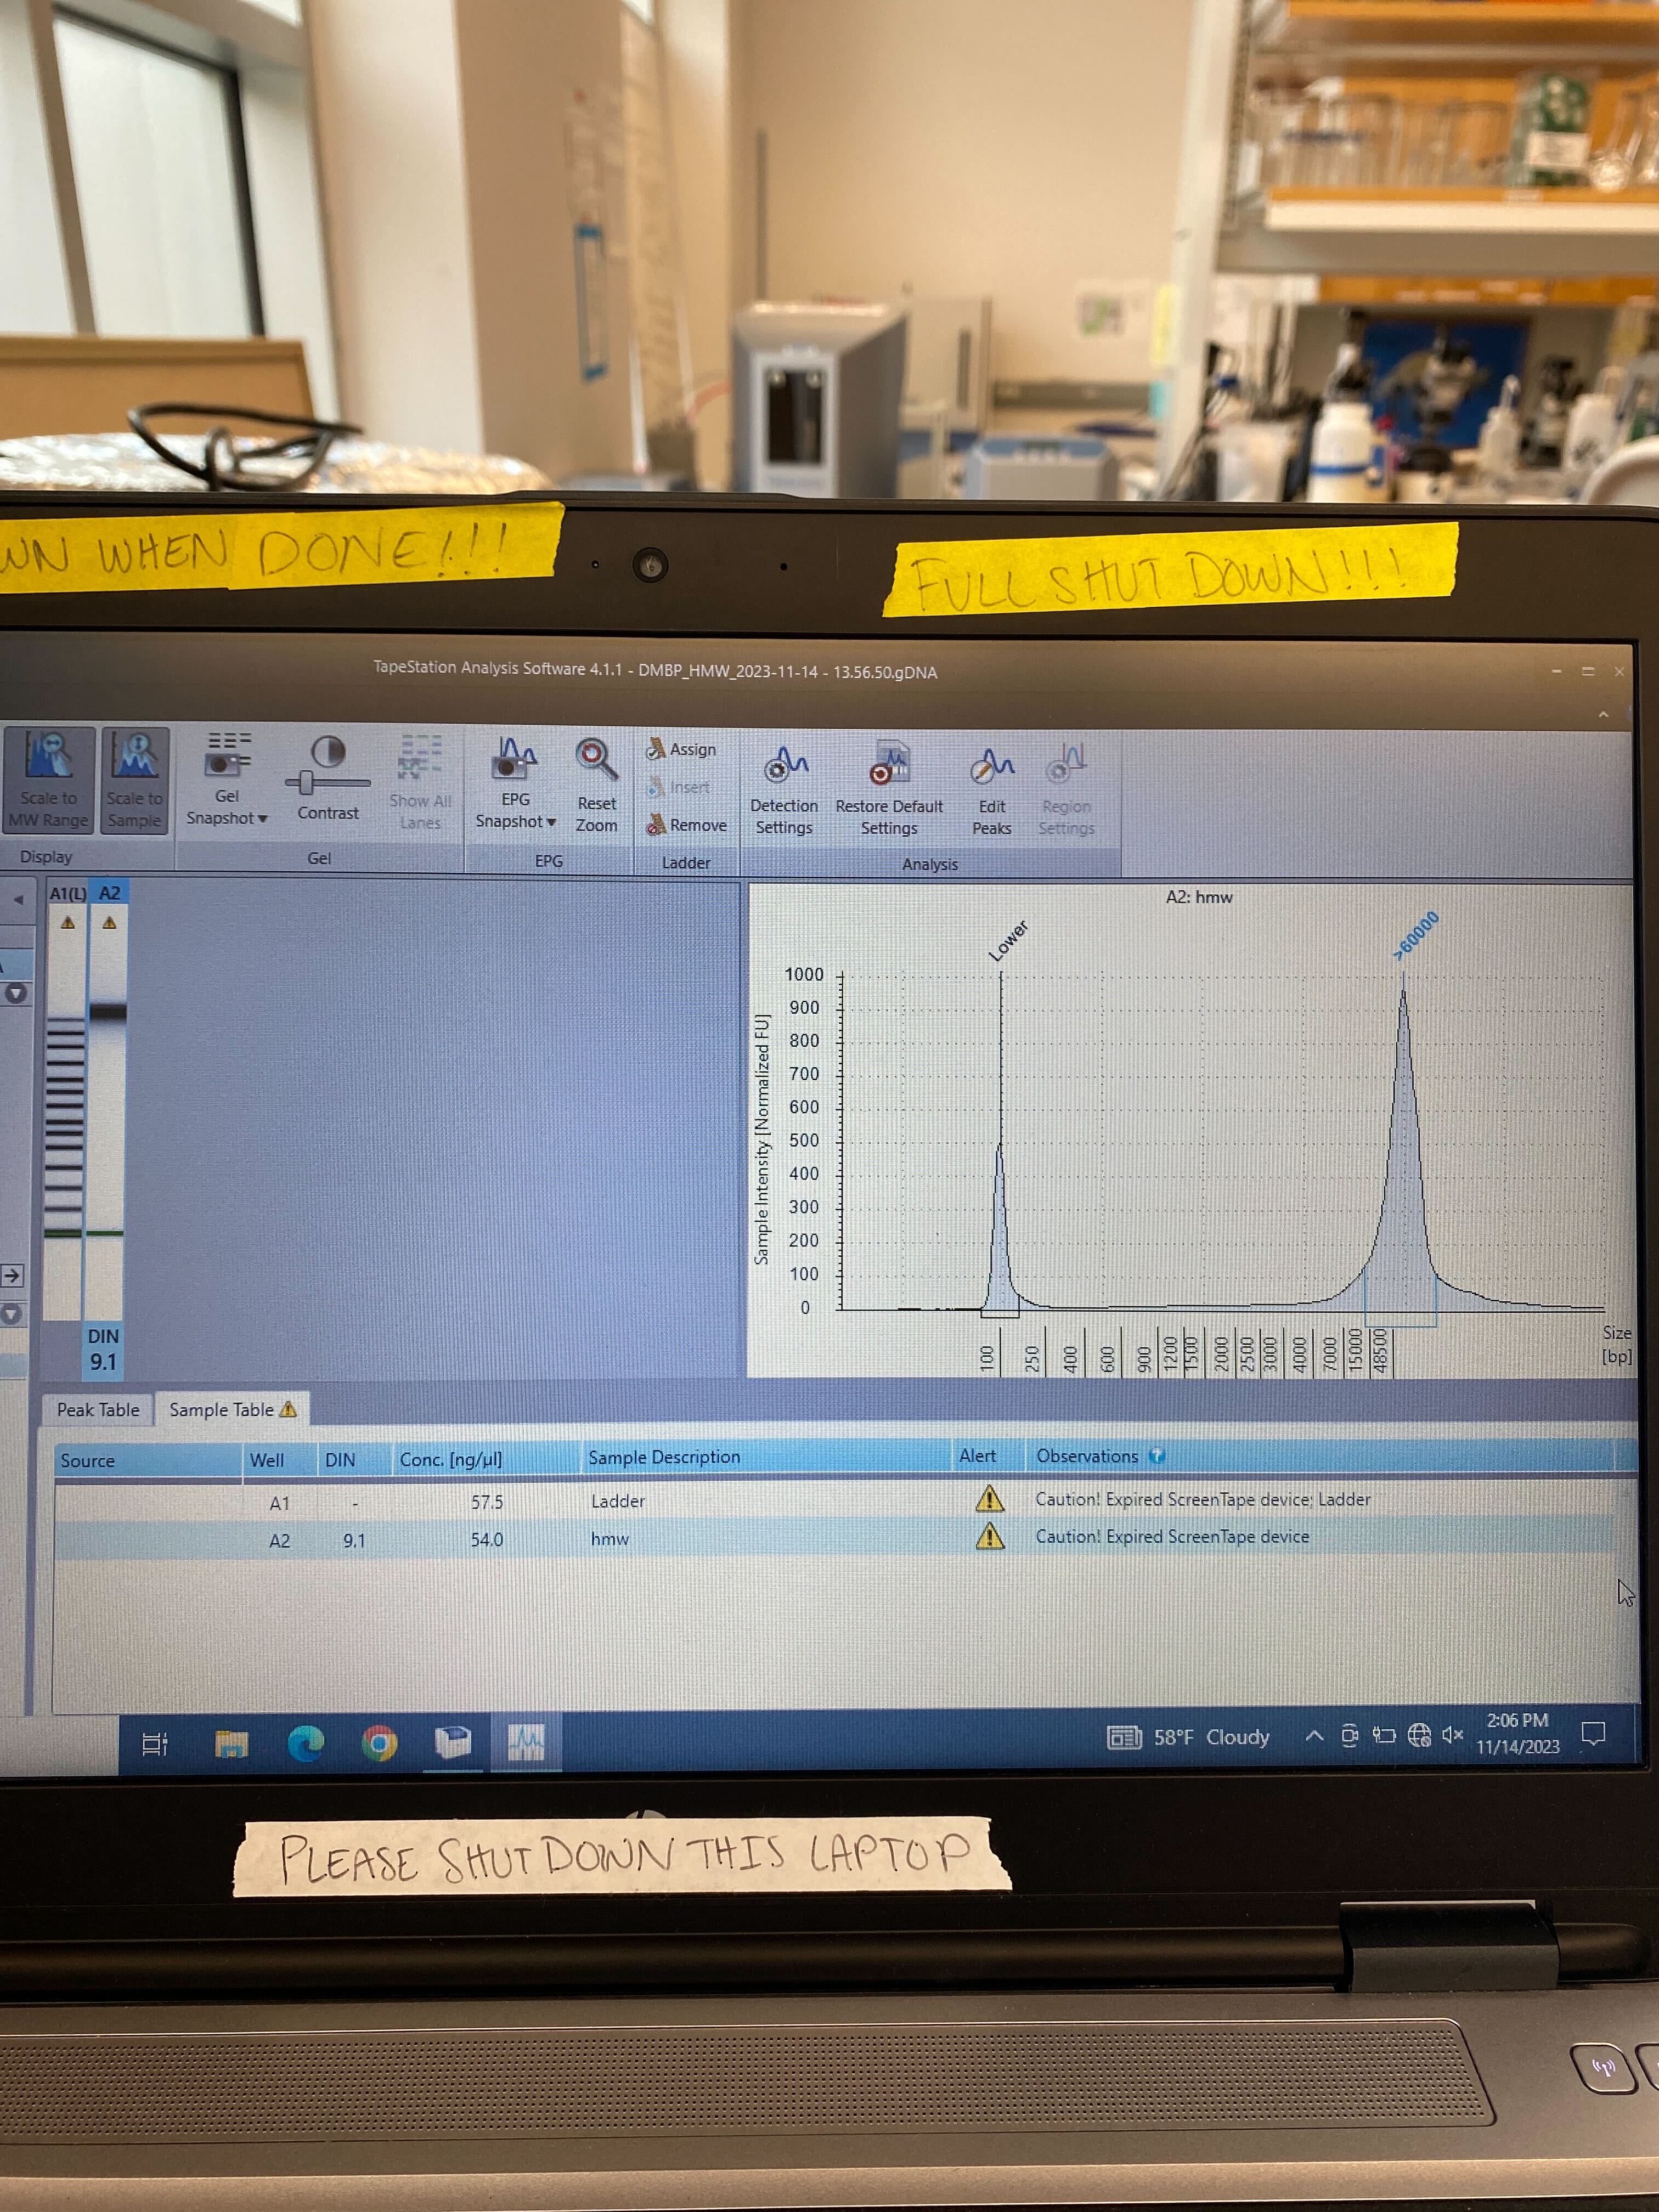 WN WHEN DONE!!!
FULL SHUT DOWN!!!
TapeStation Analysis Software 4.1.1 - DMBP_HMW_2023-11-14 - 13.56.50.gDNA
Scale to MW Range
Scale to Sample
Display
Gel Snapshot
Contrast
Show All Lanes
Gel
EPG Snapshot
Reset Zoom
EPG
Assign
Insert
Remove
Ladder
Detection Settings
Restore Default Settings
Edit Peaks
Region Settings
Analysis
A1(L) A2
DIN
9.1
A2: hmw
Lower
>60000
Sample Intensity [Normalized FU]
1000
900
800
700
600
500
400
300
200
100
0
100 250 400 600 900 1200 1500 2000 2500 3000 4000 7000 15000 48500
Size [bp]
Peak Table
Sample Table
Source Well DIN Conc. [ng/µl] Sample Description Alert Observations
A1 - 57.5 Ladder Caution! Expired ScreenTape device; Ladder
A2 9.1 54.0 hmw Caution! Expired ScreenTape device
58°F Cloudy
2:06 PM
11/14/2023
PLEASE SHUT DOWN THIS LAPTOP